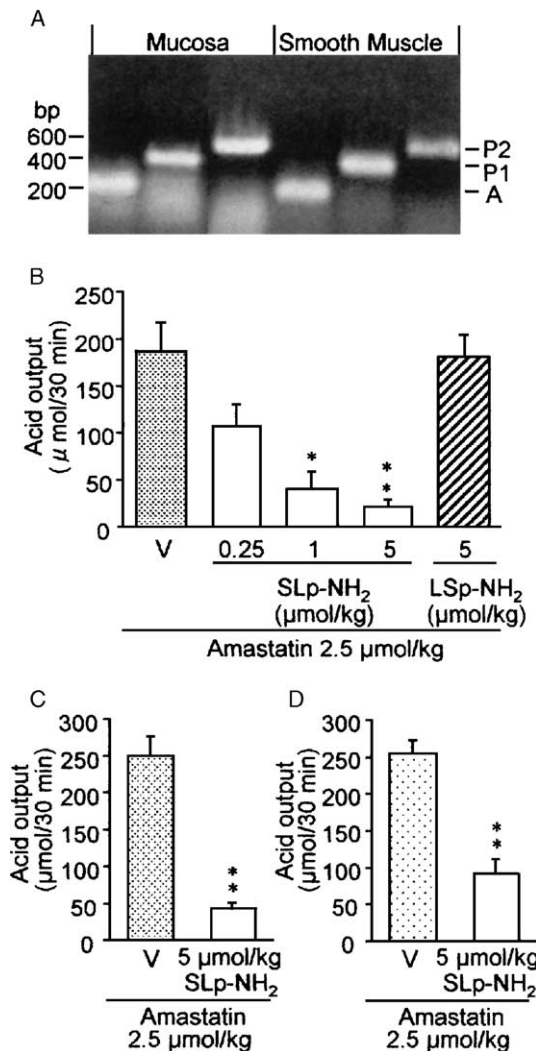 A
Mucosa Smooth Muscle
bp
600
400
200
P2
P1
A
B
Acid output
( μ mol/30 min)
250
200
150
100
50
0
*
*
*
V 0.25 1 5 5
SLp-NH2 LSp-NH2
(μmol/kg) (μmol/kg)
Amastatin 2.5 μmol/kg
C
Acid output
(μmol/30 min)
300
250
200
150
100
50
0
*
*
V 5 μmol/kg
SLp-NH2
Amastatin
2.5 μmol/kg
D
Acid output
(μmol/30 min)
300
250
200
150
100
50
0
*
*
V 5 μmol/kg
SLp-NH2
Amastatin
2.5 μmol/kg